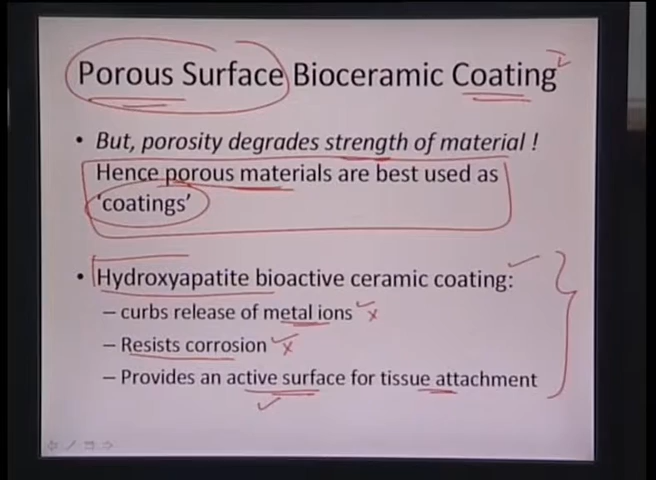 Porous Surface Bioceramic Coating
• But, porosity degrades strength of material !
Hence porous materials are best used as
'coatings'
• Hydroxyapatite bioactive ceramic coating:
– curbs release of metal ions
– Resists corrosion
– Provides an active surface for tissue attachment